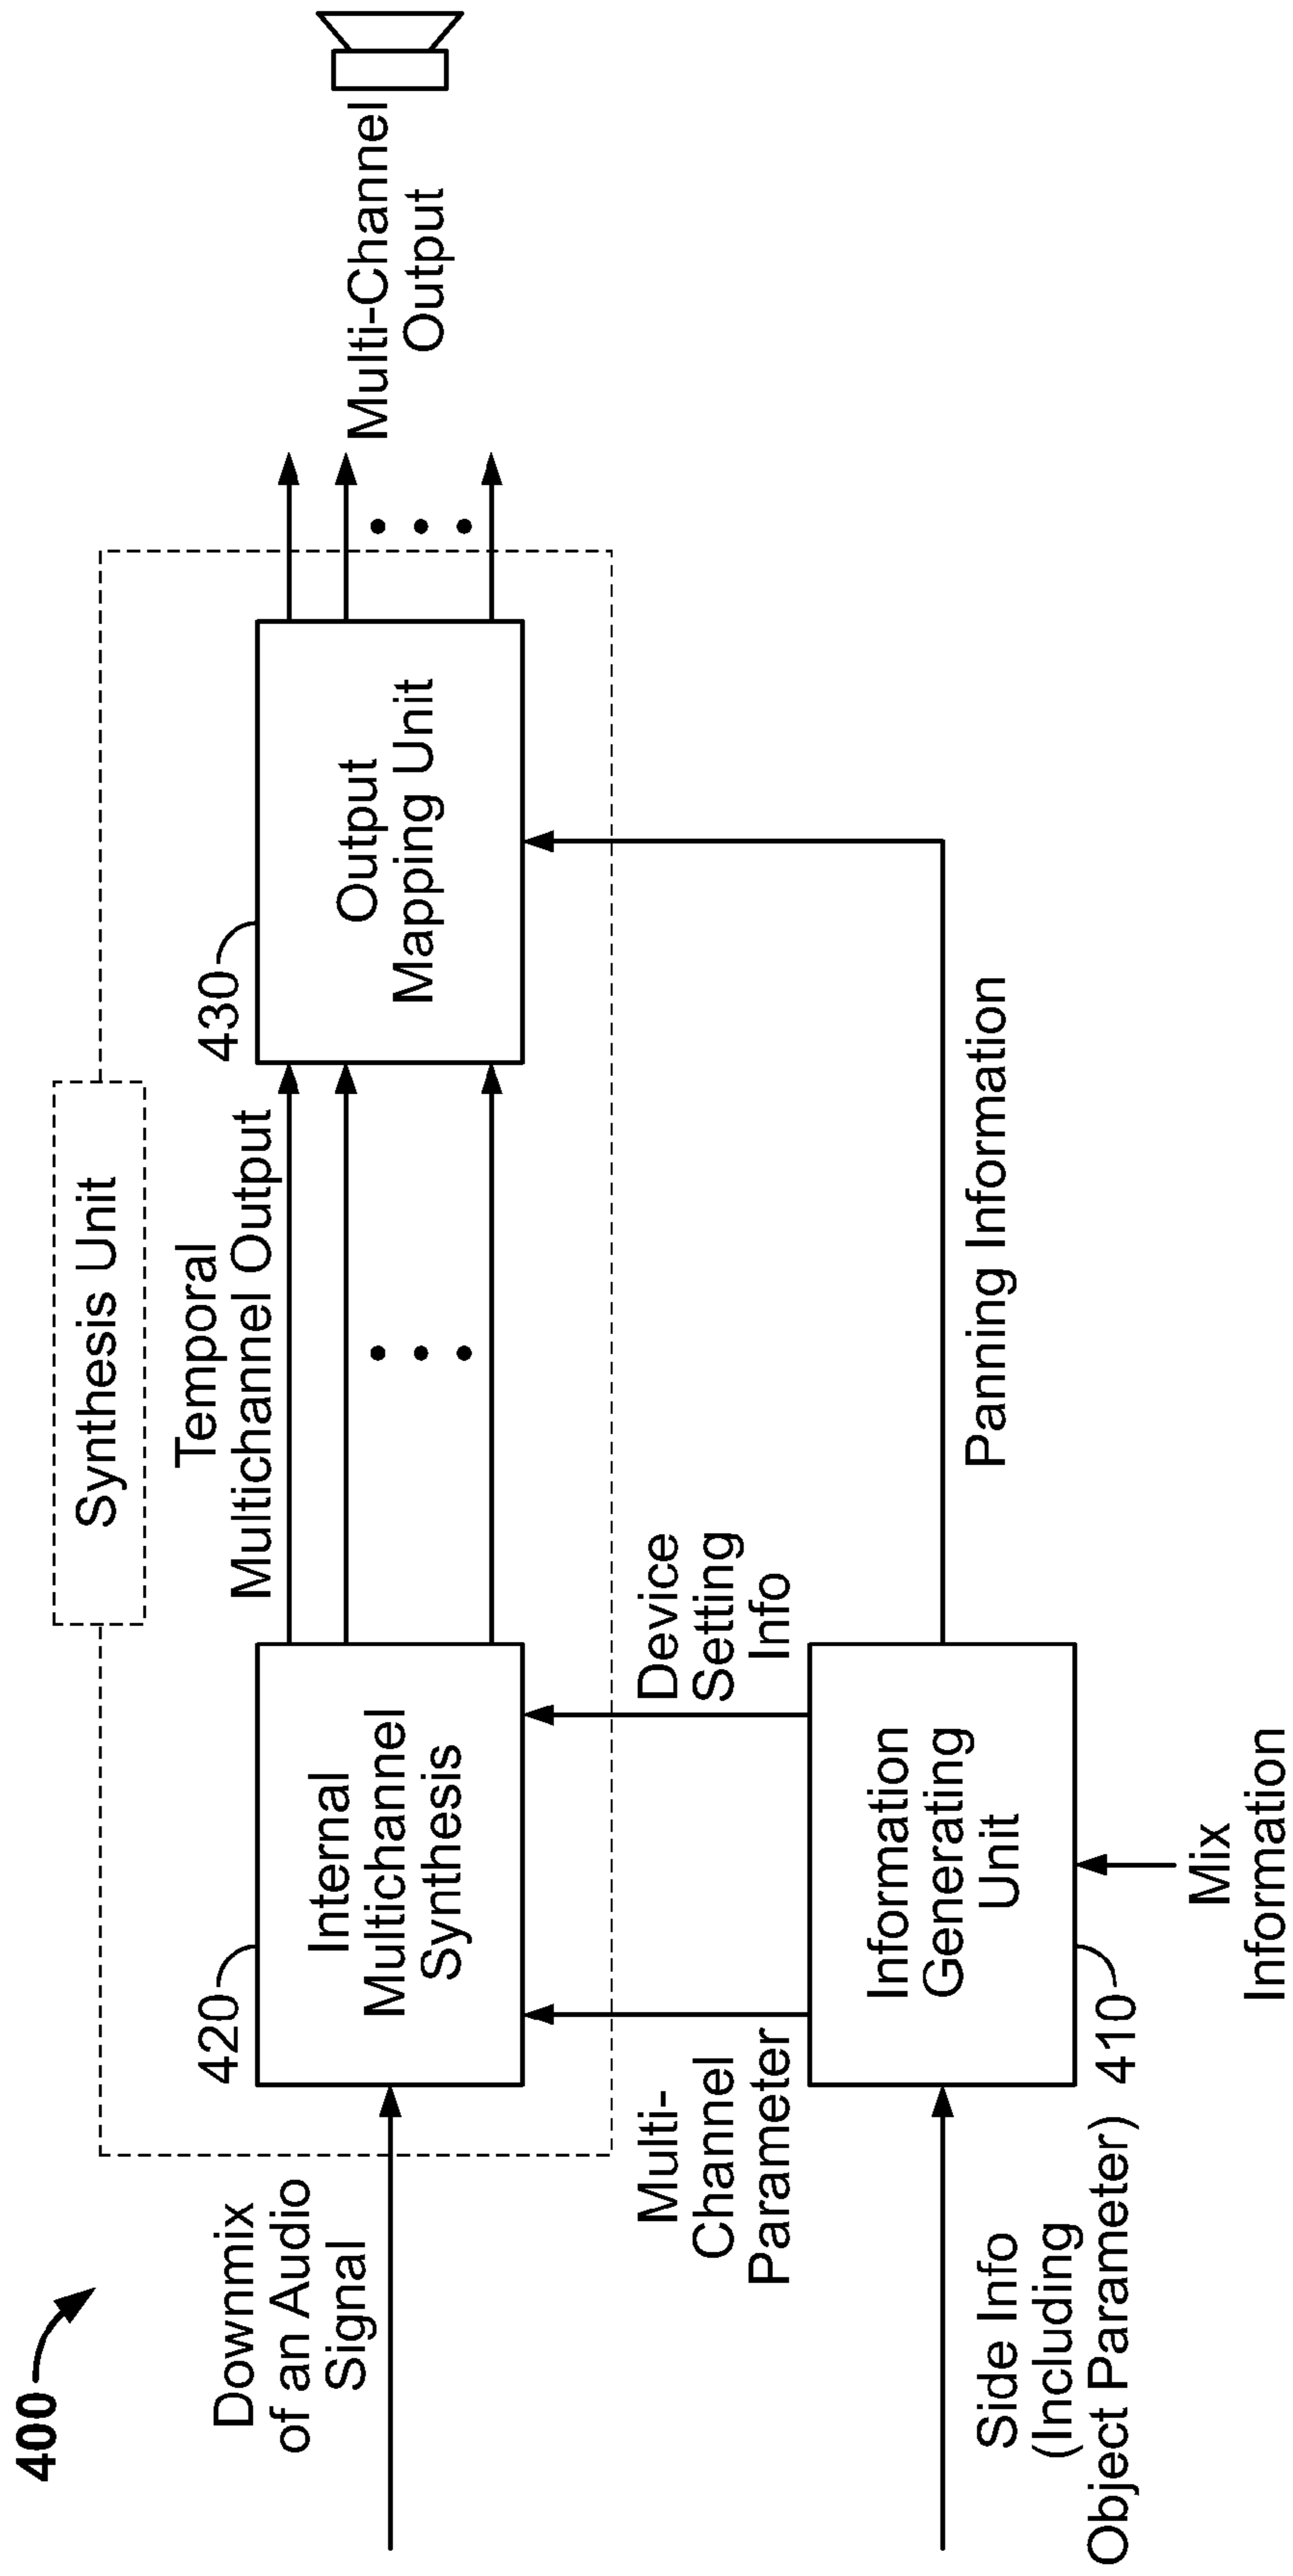 400
Synthesis Unit
Downmix
of an Audio
Signal
420
Internal
Multichannel
Synthesis
Temporal
Multichannel Output
430
Output
Mapping Unit
Multi-Channel
Output
Multi-
Channel
Parameter
Device
Setting
Info
Side Info
(Including
Object Parameter)
410
Information
Generating
Unit
Panning Information
Mix
Information